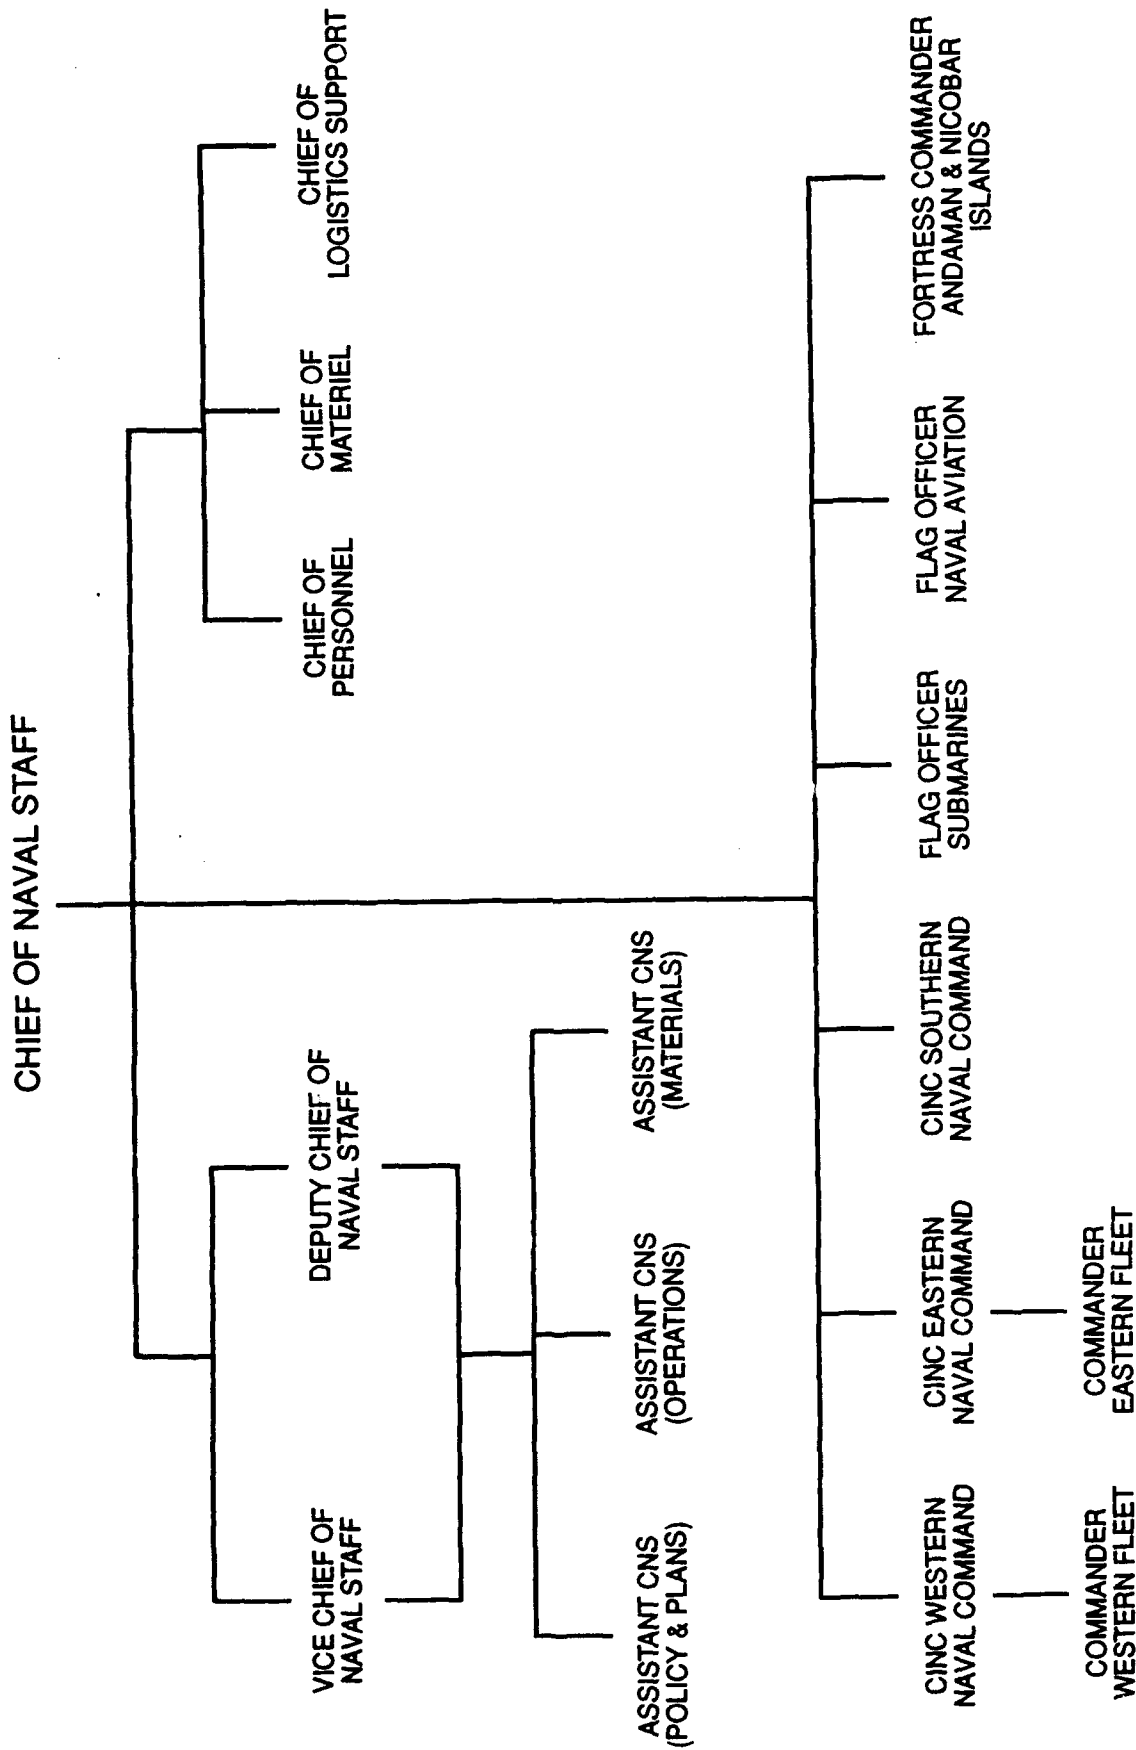 CHIEF OF NAVAL STAFF
VICE CHIEF OF
NAVAL STAFF
DEPUTY CHIEF OF
NAVAL STAFF
CHIEF OF
PERSONNEL
CHIEF OF
MATERIEL
CHIEF OF
LOGISTICS SUPPORT
ASSISTANT CNS
(POLICY & PLANS)
ASSISTANT CNS
(OPERATIONS)
ASSISTANT CNS
(MATERIALS)
CINC WESTERN
NAVAL COMMAND
CINC EASTERN
NAVAL COMMAND
CINC SOUTHERN
NAVAL COMMAND
FLAG OFFICER
SUBMARINES
FLAG OFFICER
NAVAL AVIATION
FORTRESS COMMANDER
ANDAMAN & NICOBAR
ISLANDS
COMMANDER
WESTERN FLEET
COMMANDER
EASTERN FLEET